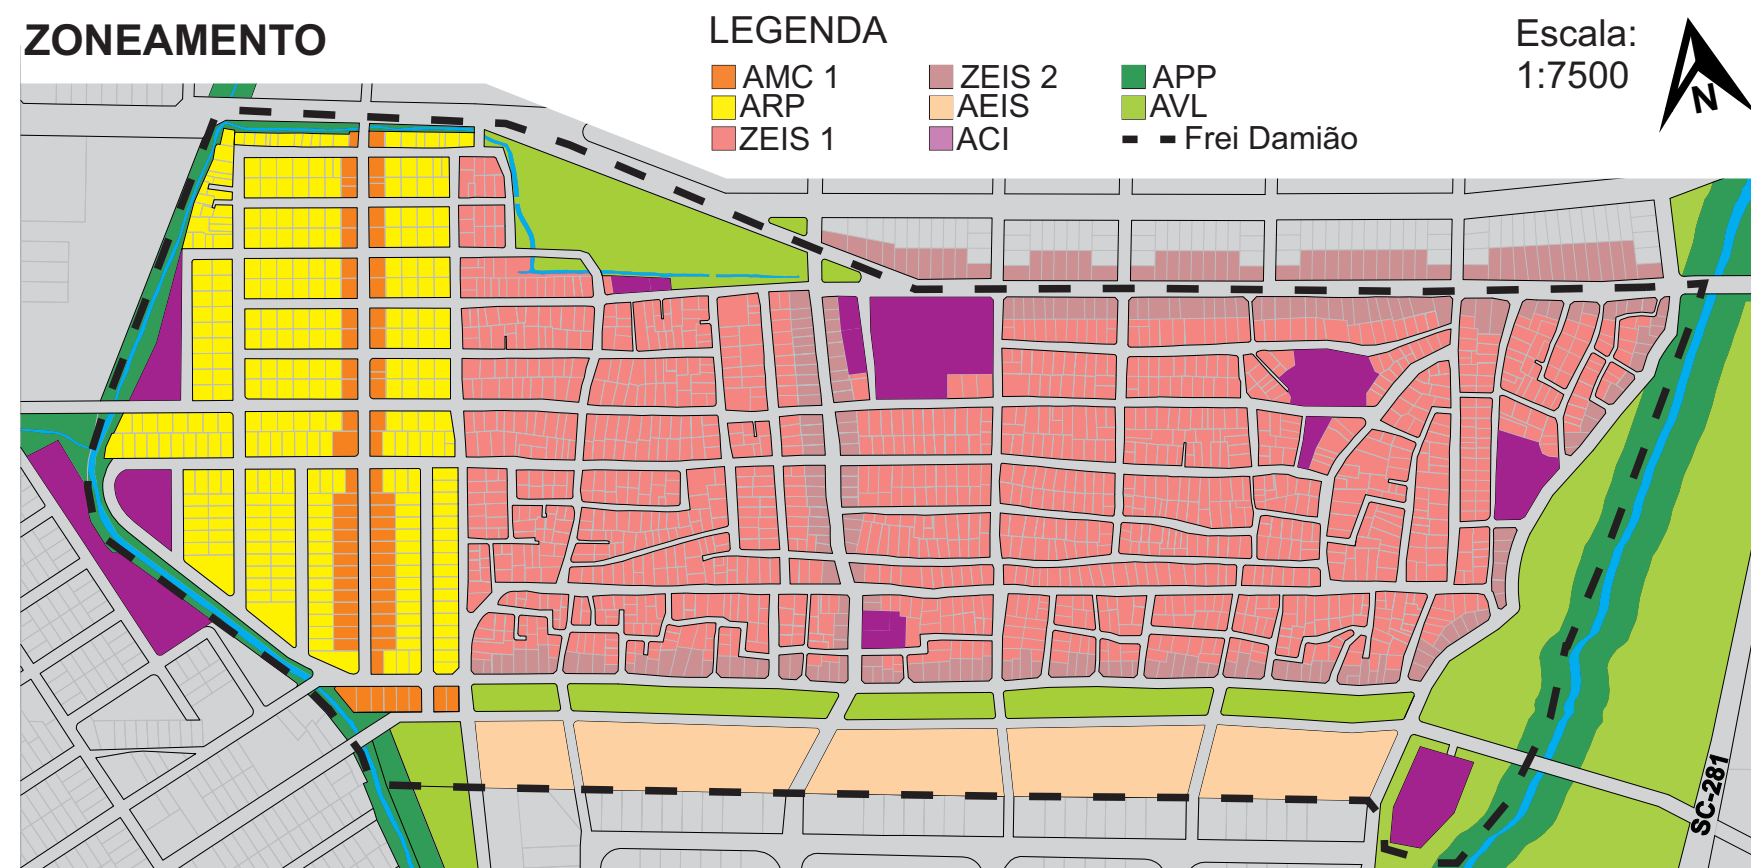 ZONEAMENTO
LEGENDA
AMC 1
ARP
ZEIS 1
ZEIS 2
AEIS
ACI
APP
AVL
Frei Damião
Escala:
1:7500
N
SC-281